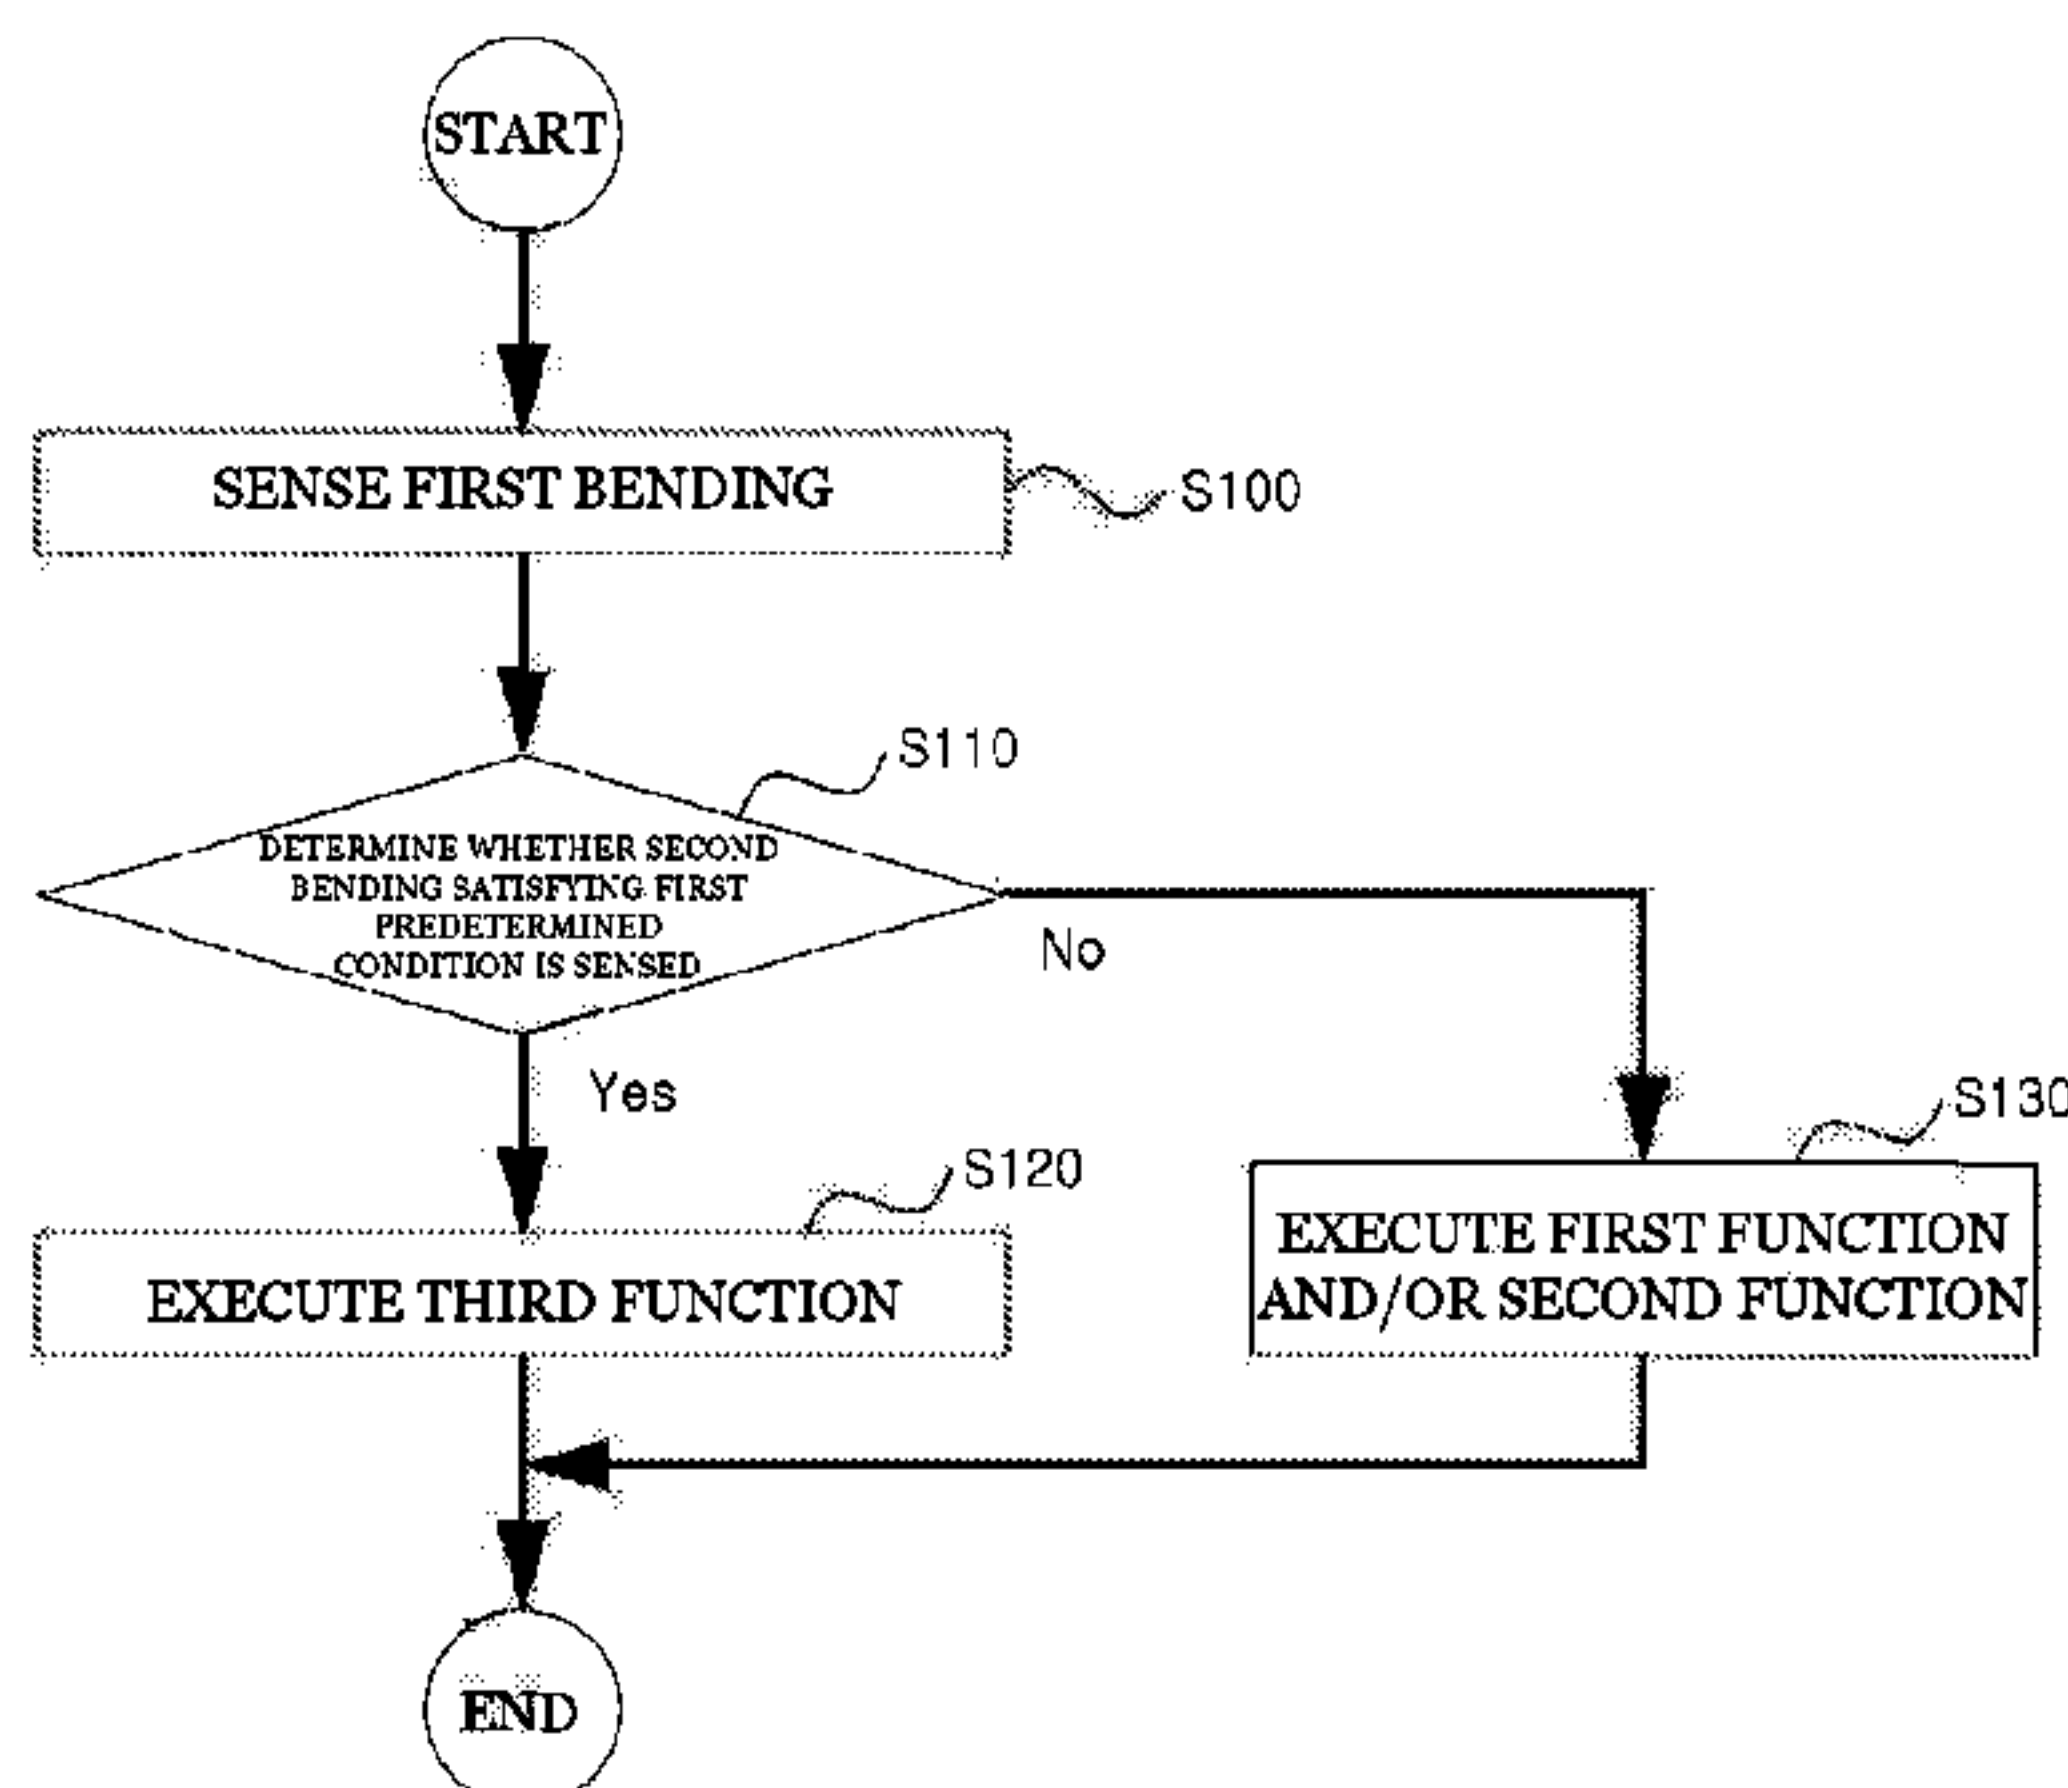 START
SENSE FIRST BENDING
S100
S110
DETERMINE WHETHER SECOND
BENDING SATISFYING FIRST
PREDETERMINED
CONDITION IS SENSED
No
Yes
S120
S130
EXECUTE THIRD FUNCTION
EXECUTE FIRST FUNCTION
AND/OR SECOND FUNCTION
END